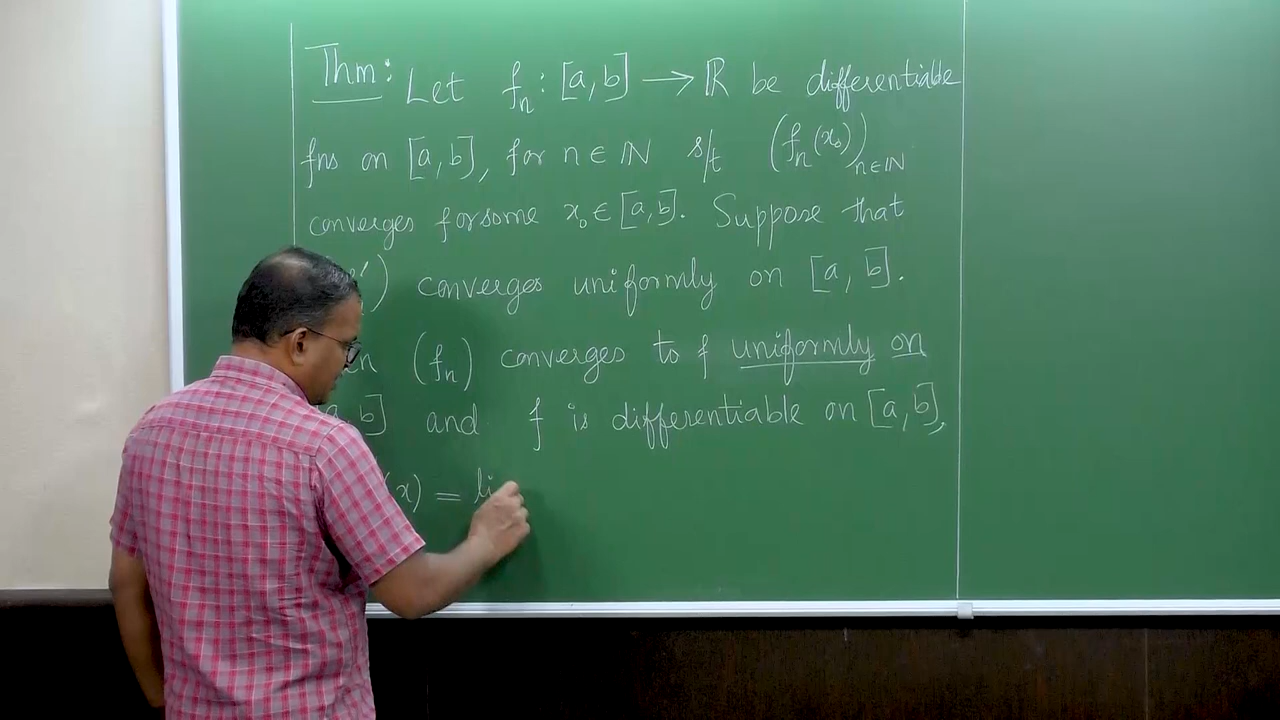 Thm: Let fₙ : [a, b] → ℝ be differentiable
fns on [a, b], for n ∈ ℕ s/t (fₙ(x₀))ₙ∈ℕ
converges for some x₀ ∈ [a, b]. Suppose that
′) converges uniformly on [a, b].
(fₙ) converges to f uniformly on
b] and f is differentiable on [a, b],
(x) = li